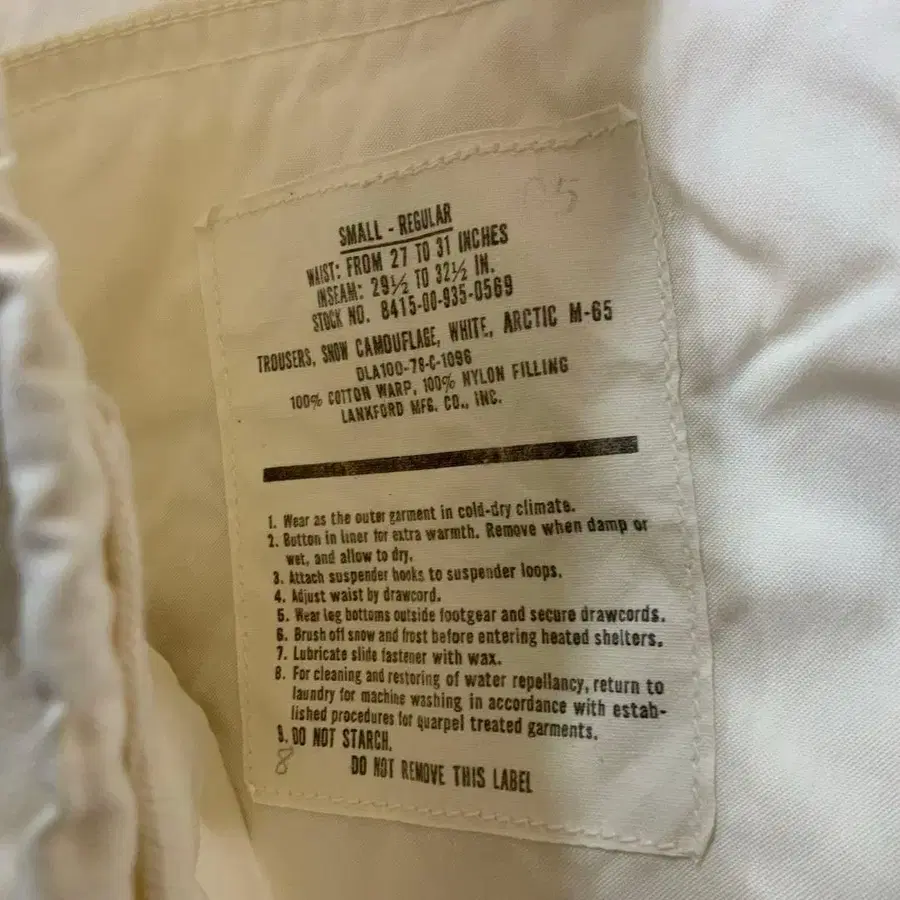 SMALL - REGULAR
WAIST: FROM 27 TO 31 INCHES
INSEAM: 29½ TO 32½ IN.
STOCK NO. 8415-00-935-0569
TROUSERS, SNOW CAMOUFLAGE, WHITE, ARCTIC M-65
DLA100-78-C-1096
100% COTTON WARP, 100% NYLON FILLING
LANKFORD MFG. CO., INC.
1. Wear as the outer garment in cold-dry climate.
2. Button in liner for extra warmth. Remove when damp or
wet, and allow to dry.
3. Attach suspender hooks to suspender loops.
4. Adjust waist by drawcord.
5. Wear leg bottoms outside footgear and secure drawcords.
6. Brush off snow and frost before entering heated shelters.
7. Lubricate slide fastener with wax.
8. For cleaning and restoring of water repellancy, return to
laundry for machine washing in accordance with estab-
lished procedures for quarpel treated garments.
9. DO NOT STARCH.
8
DO NOT REMOVE THIS LABEL